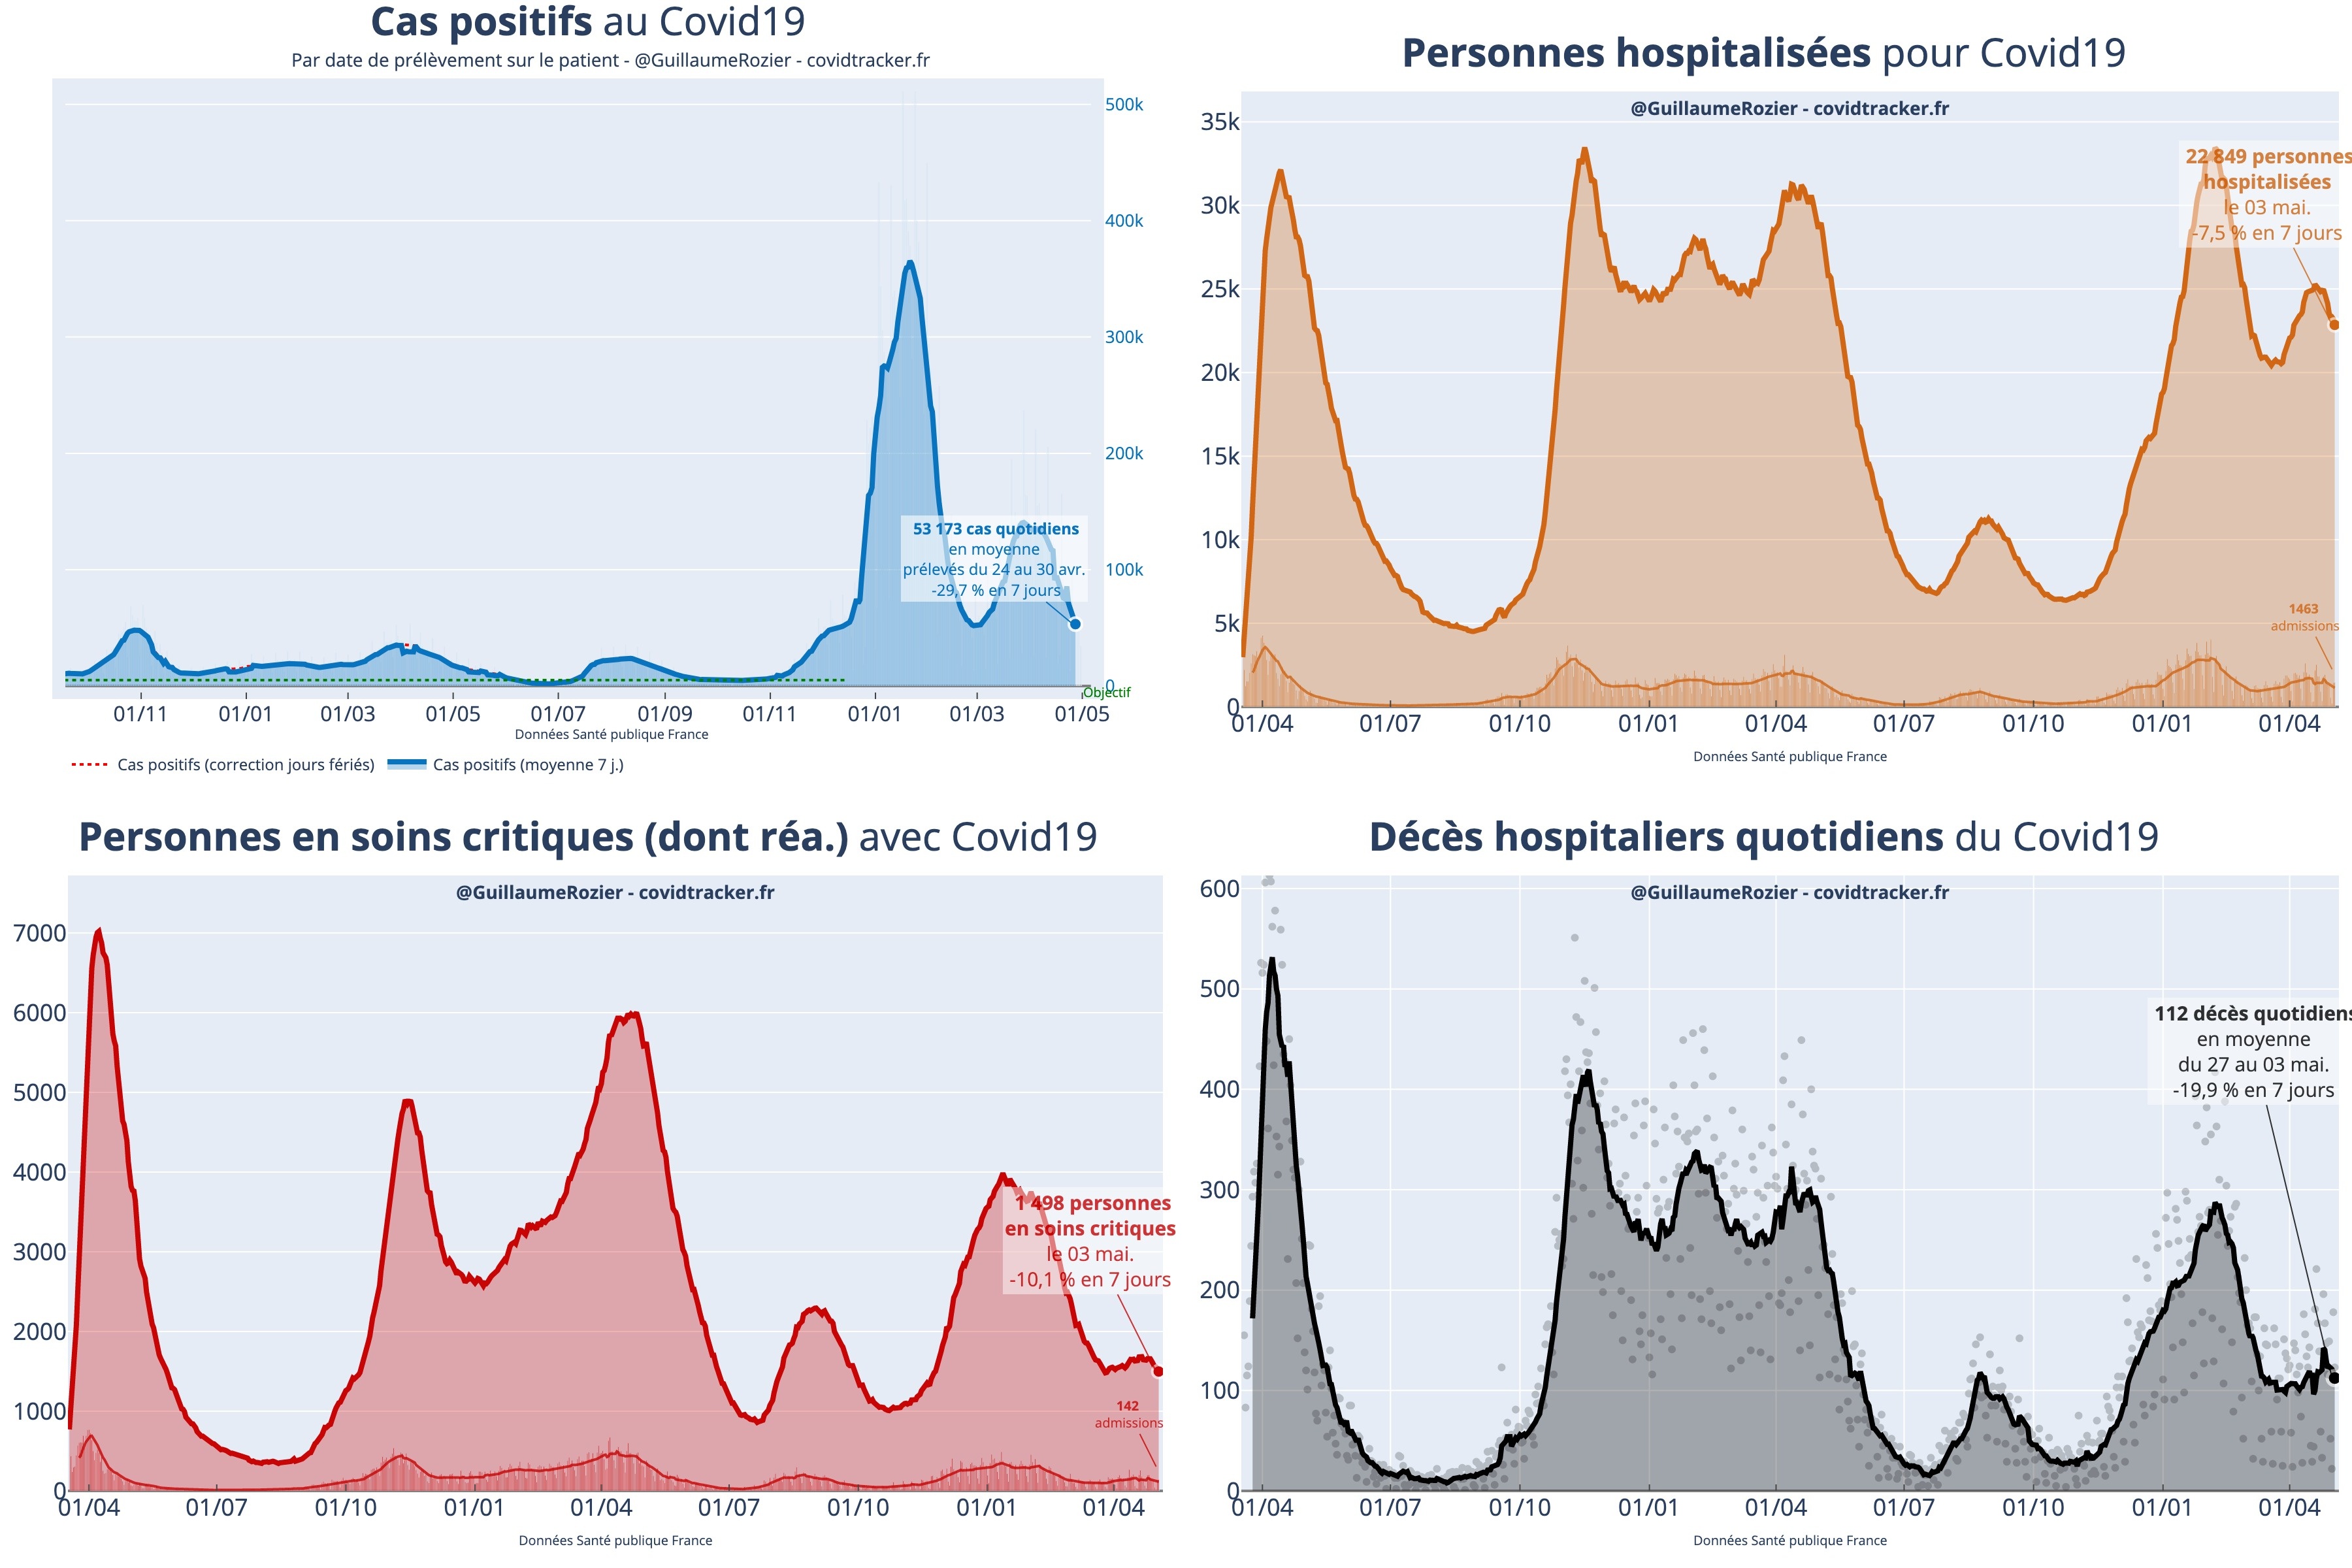 Cas positifs au Covid19
Par date de prélèvement sur le patient - @GuillaumeRozier - covidtracker.fr
500k
400k
300k
200k
100k
0
53 173 cas quotidiens
en moyenne
prélevés du 24 au 30 avr.
-29,7 % en 7 jours
Objectif
01/11 01/01 01/03 01/05 01/07 01/09 01/11 01/01 01/03 01/05
Données Santé publique France
Cas positifs (correction jours fériés) Cas positifs (moyenne 7 j.)
Personnes hospitalisées pour Covid19
@GuillaumeRozier - covidtracker.fr
35k
30k
25k
20k
15k
10k
5k
0
22 849 personnes
hospitalisées
le 03 mai.
-7,5 % en 7 jours
1463
admissions
01/04 01/07 01/10 01/01 01/04 01/07 01/10 01/01 01/04
Données Santé publique France
Personnes en soins critiques (dont réa.) avec Covid19
@GuillaumeRozier - covidtracker.fr
7000
6000
5000
4000
3000
2000
1000
0
1 498 personnes
en soins critiques
le 03 mai.
-10,1 % en 7 jours
142
admissions
01/04 01/07 01/10 01/01 01/04 01/07 01/10 01/01 01/04
Données Santé publique France
Décès hospitaliers quotidiens du Covid19
@GuillaumeRozier - covidtracker.fr
600
500
400
300
200
100
0
112 décès quotidiens
en moyenne
du 27 au 03 mai.
-19,9 % en 7 jours
01/04 01/07 01/10 01/01 01/04 01/07 01/10 01/01 01/04
Données Santé publique France